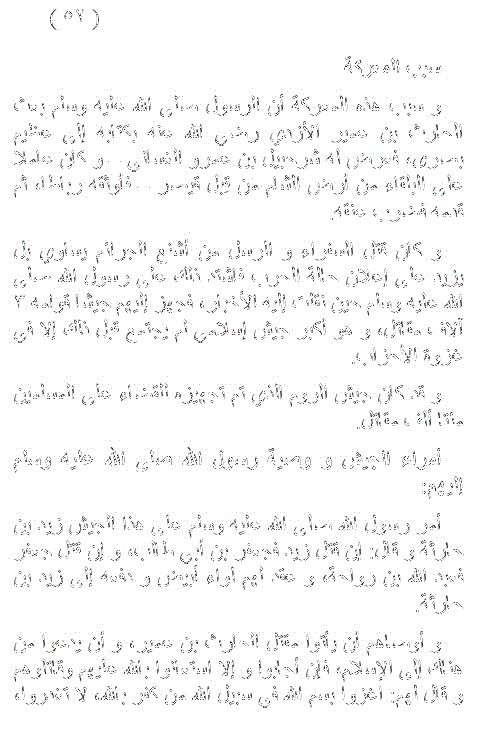 ( ٥٧ )
سبب المعركة
و سبب هذه المعركة أن الرسول صلى الله عليه وسلم بعث
الحارث بن عمير الأزدي رضي الله عنه بكتابه إلى عظيم
بصرى، فعرض له شرحبيل بن عمرو الغساني ـ و كان عاملا
على البلقاء من أرض الشام من قبل قيصر ـ فأوثقه رباطا، ثم
قدمه فضرب عنقه.
و كان قتل السفراء و الرسل من أشنع الجرائم يساوي بل
يزيد على إعلان حالة الحرب فاشتد ذلك على رسول الله صلى
الله عليه وسلم حين نقلت إليه الأخبار، فجهز إليهم جيشا قوامه ٣
آلاف مقاتل، و هو أكبر جيش إسلامي لم يجتمع قبل ذلك إلا في
غزوة الأحزاب.
و قد كان جيش الروم الذي تم تجهيزه للقضاء على المسلمين
مئتا ألف مقاتل.
أمراء الجيش و وصية رسول الله صلى الله عليه وسلم
إليهم:
أمر رسول الله صلى الله عليه وسلم على هذا الجيش زيد بن
حارثة و قال: إن قتل زيد فجعفر بن أبي طالب، و إن قتل جعفر
فعبد الله بن رواحة، و عقد لهم لواء أبيض و دفعه إلى زيد بن
حارثة.
و أوصاهم أن يأتوا مقتل الحارث بن عمير، و أن يدعوا من
هناك إلى الإسلام، فإن أجابوا و إلا استعانوا بالله عليهم وقاتلوهم
و قال لهم: اغزوا بسم الله في سبيل الله من كفر بالله، لا تغدروا،